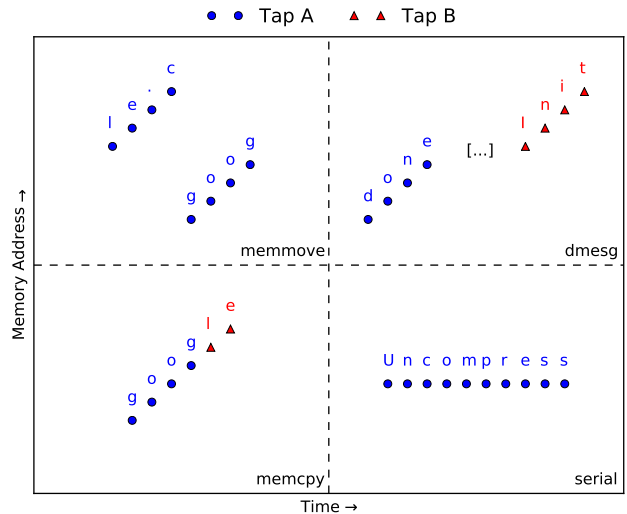 Tap A Tap B
l e . c
g o o g
memmove
d o n e
[...]
I n i t
dmesg
g o o g l e
memcpy
U n c o m p r e s s
serial
Memory Address →
Time →